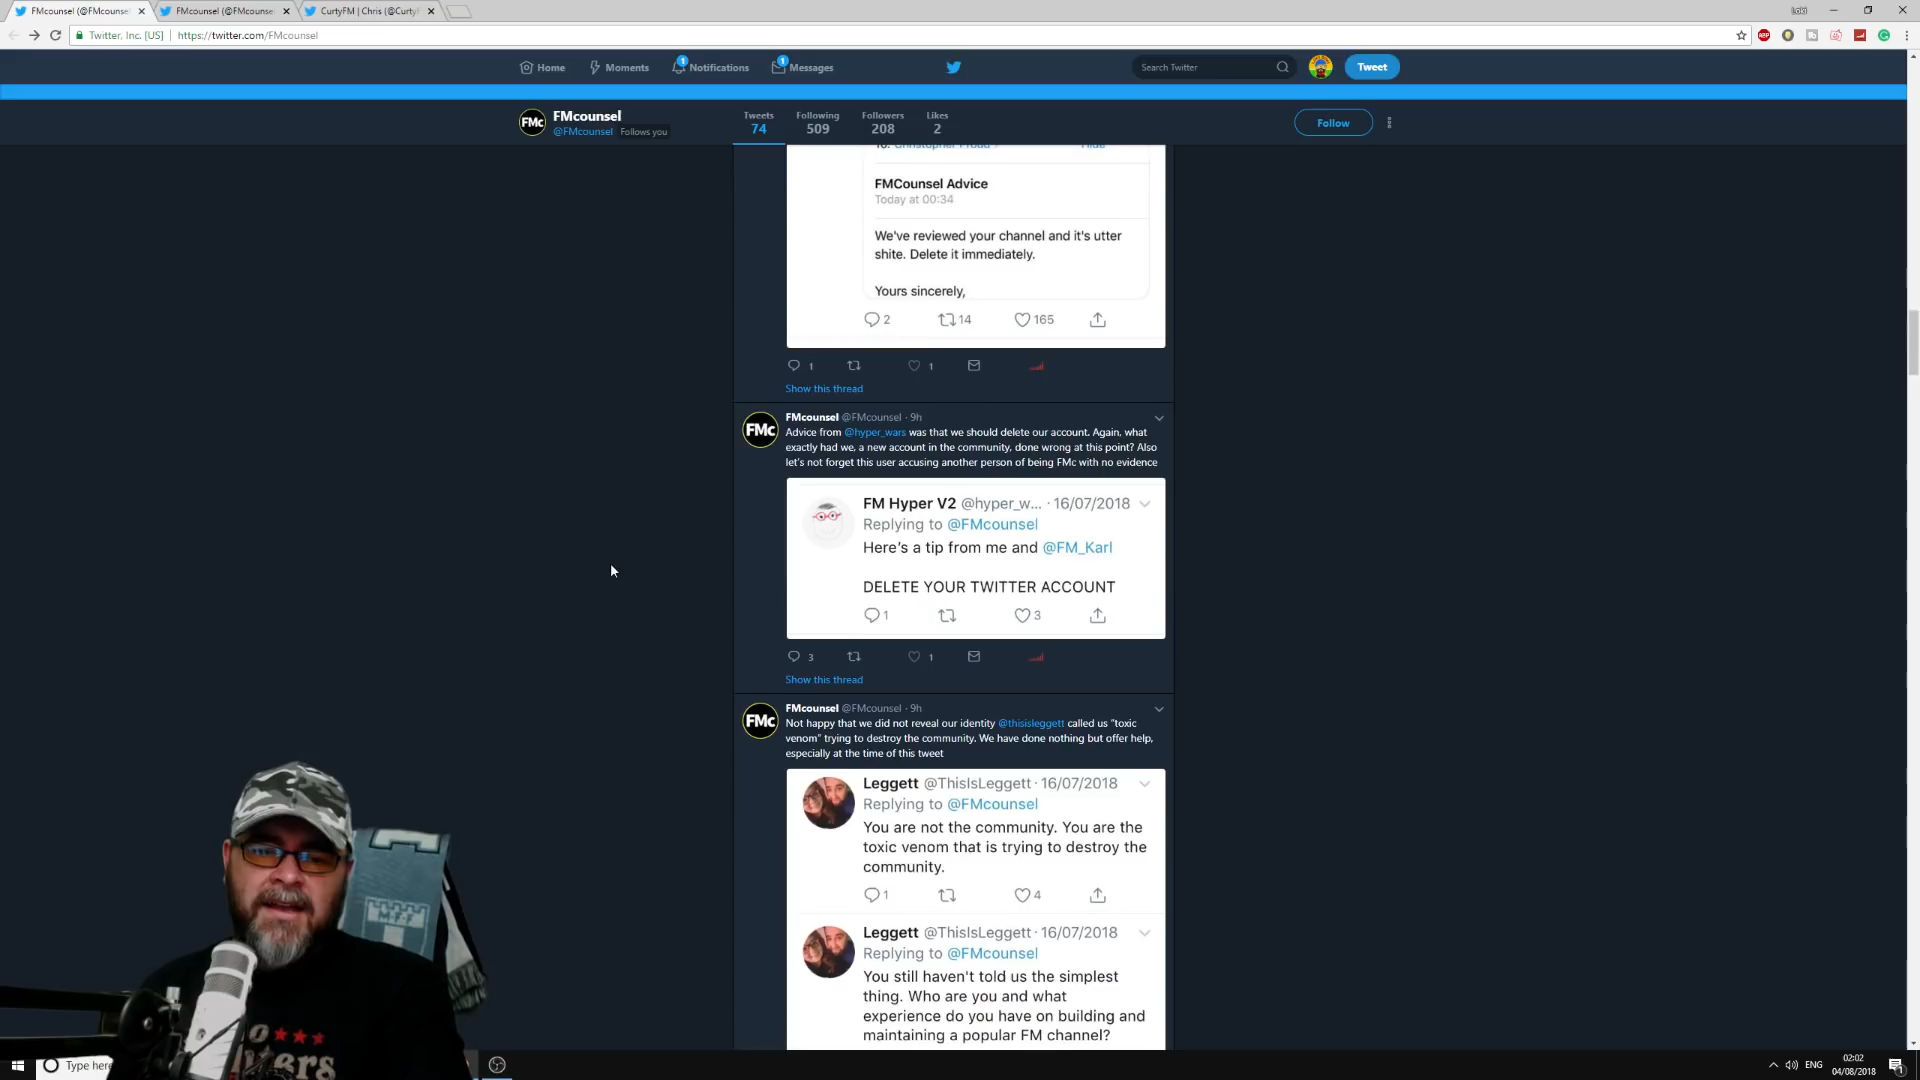 FMcounsel (@FMcounse
FMcounsel (@FMcounse
CurtyFM | Chris (@CurtyF
Loki
Twitter, Inc. [US]
https://twitter.com/FMcounsel
Home
Moments
1
Notifications
1
Messages
Search Twitter
Tweet
FMc
FMcounsel
@FMcounsel
Follows you
Tweets
74
Following
509
Followers
208
Likes
2
Follow
FMCounsel Advice
Today at 00:34
We've reviewed your channel and it's utter
shite. Delete it immediately.
Yours sincerely,
2
14
165
1
1
Show this thread
FMc
FMcounsel @FMcounsel · 9h
Advice from @hyper_wars was that we should delete our account. Again, what
exactly had we, a new account in the community, done wrong at this point? Also
let's not forget this user accusing another person of being FMc with no evidence
FM Hyper V2 @hyper_w... · 16/07/2018
Replying to @FMcounsel
Here's a tip from me and @FM_Karl
DELETE YOUR TWITTER ACCOUNT
1
3
3
1
Show this thread
FMc
FMcounsel @FMcounsel · 9h
Not happy that we did not reveal our identity @thisisleggett called us "toxic
venom" trying to destroy the community. We have done nothing but offer help,
especially at the time of this tweet
Leggett @ThisIsLeggett · 16/07/2018
Replying to @FMcounsel
You are not the community. You are the
toxic venom that is trying to destroy the
community.
1
4
Leggett @ThisIsLeggett · 16/07/2018
Replying to @FMcounsel
You still haven't told us the simplest
thing. Who are you and what
experience do you have on building and
maintaining a popular FM channel?
M.F.F
Type here
ENG
02:02
04/08/2018
1